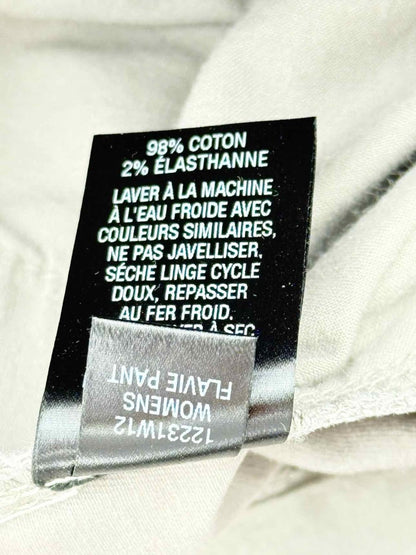 98% COTON
2% ÉLASTHANNE
LAVER À LA MACHINE
À L'EAU FROIDE AVEC
COULEURS SIMILAIRES,
NE PAS JAVELLISER,
SÉCHE LINGE CYCLE
DOUX, REPASSER
AU FER FROID.
À SEC
12231W12
WOMENS
FLAVIE PANT